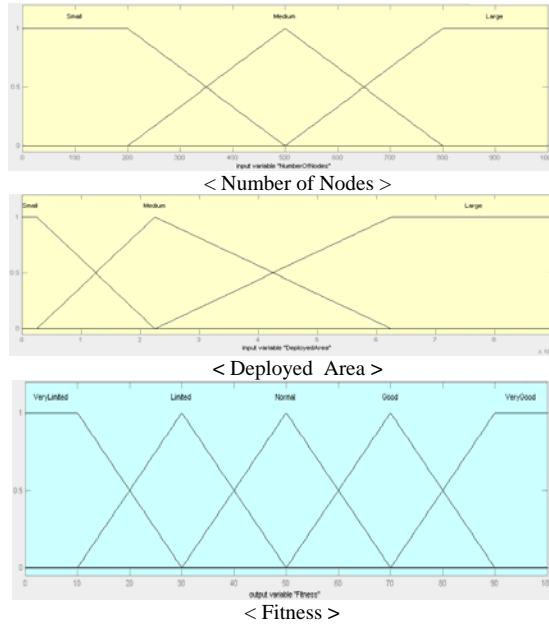 Small Medium Large
1
0.5
0
0 100 200 300 400 500 600 700 800 900
input variable "NumberOfNodes"
< Number of Nodes >
Small Medium Large
1
0.5
0
0 1 2 3 4 5 6 7 8 9
input variable "DeployedArea"
< Deployed Area >
VeryLimited Limited Normal Good VeryGood
1
0.5
0
0 10 20 30 40 50 60 70 80 90
output variable "Fitness"
< Fitness >